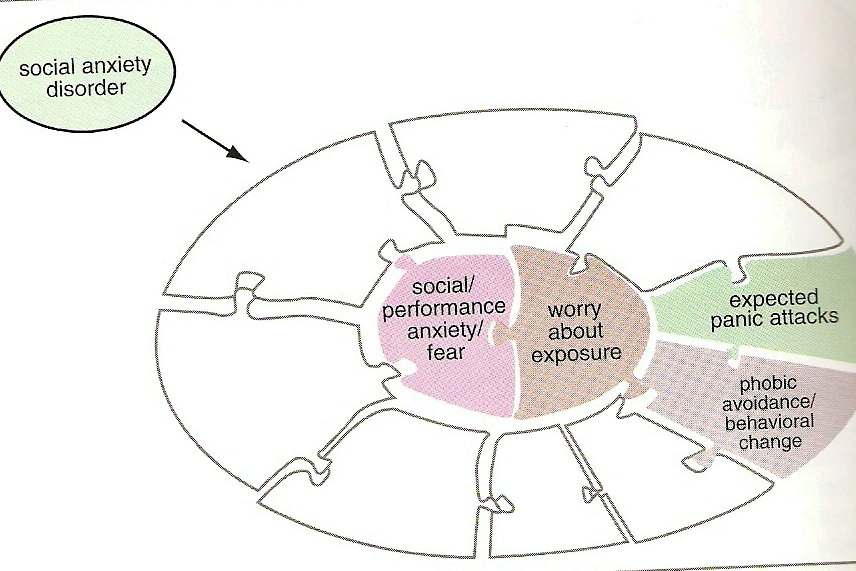 social anxiety
disorder
social/
performance
anxiety/
fear
worry
about
exposure
expected
panic attacks
phobic
avoidance/
behavioral
change